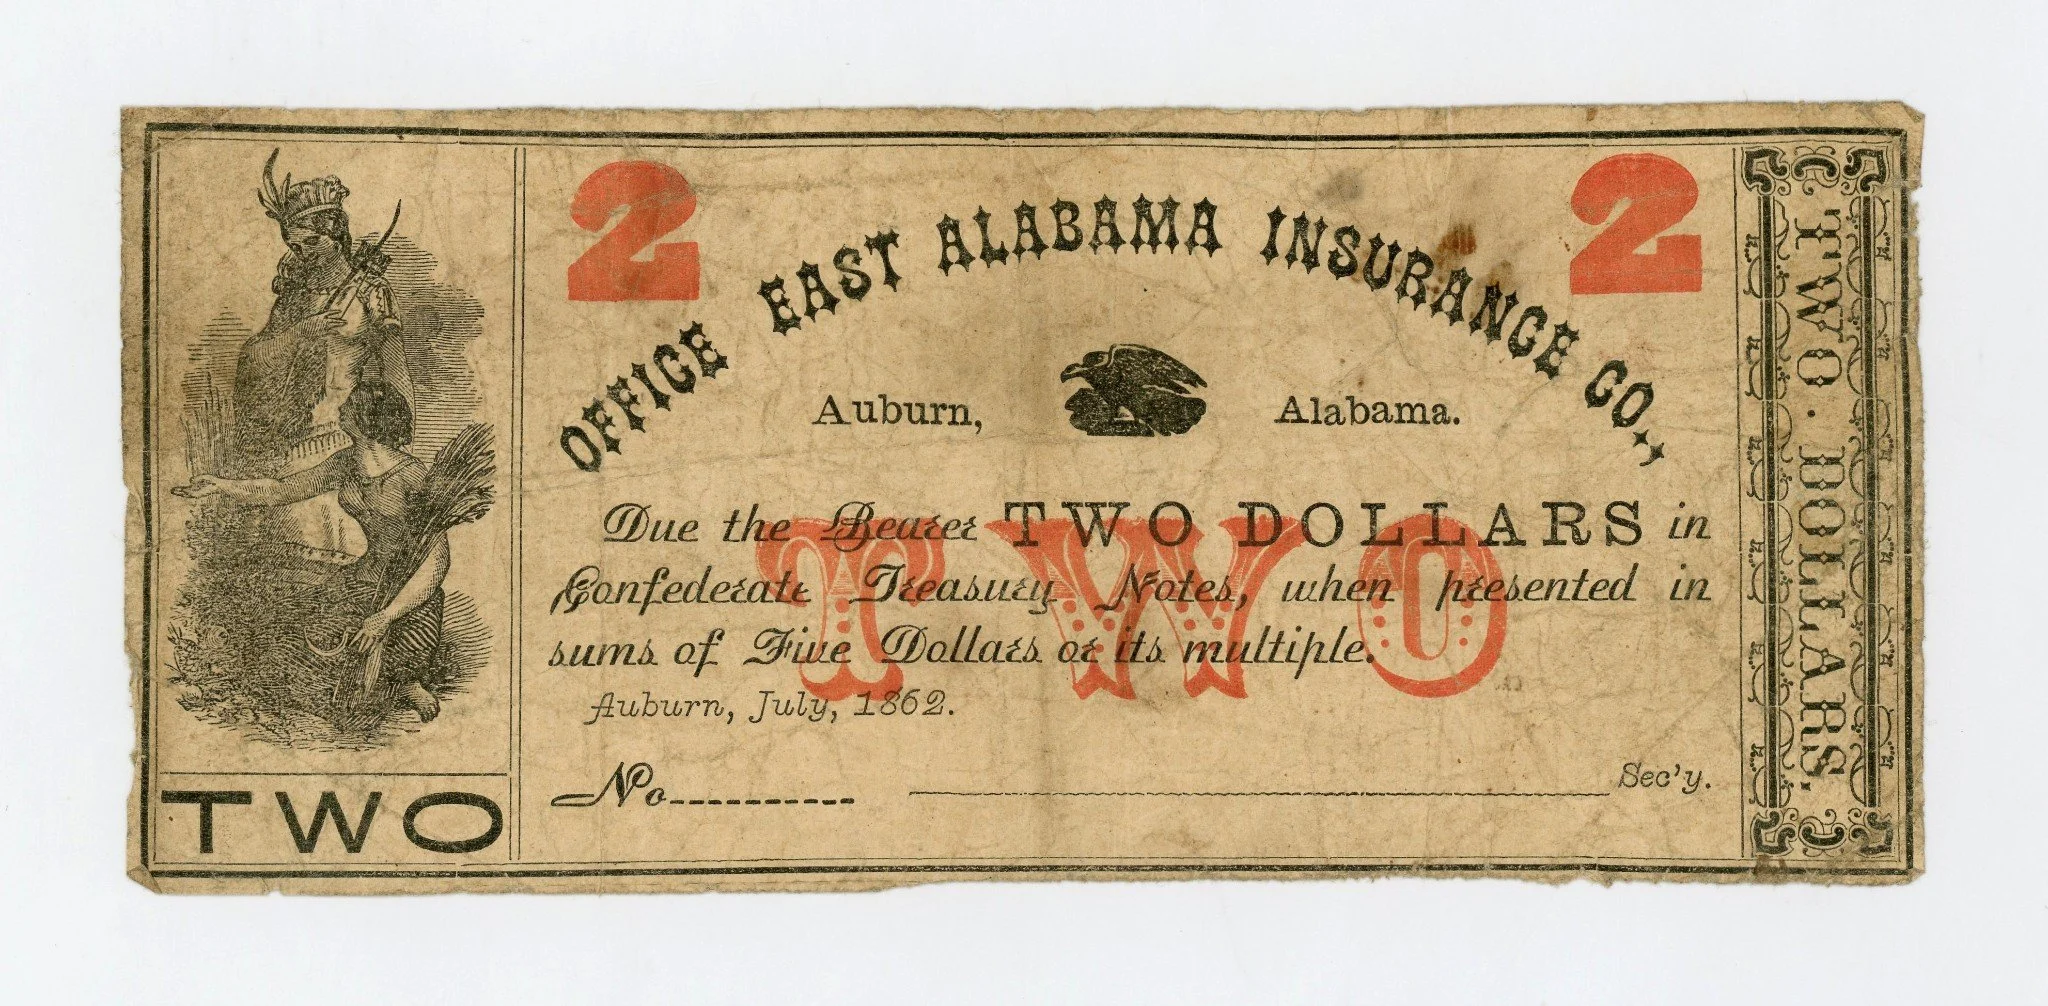 2
2
OFFICE EAST ALABAMA INSURANCE CO.,
Auburn, Alabama.
Due the Bearer TWO DOLLARS in
Confederate Treasury Notes, when presented in
sums of Five Dollars or its multiple.
TWO
Auburn, July, 1862.
No. Sec'y.
TWO
TWO · DOLLARS.